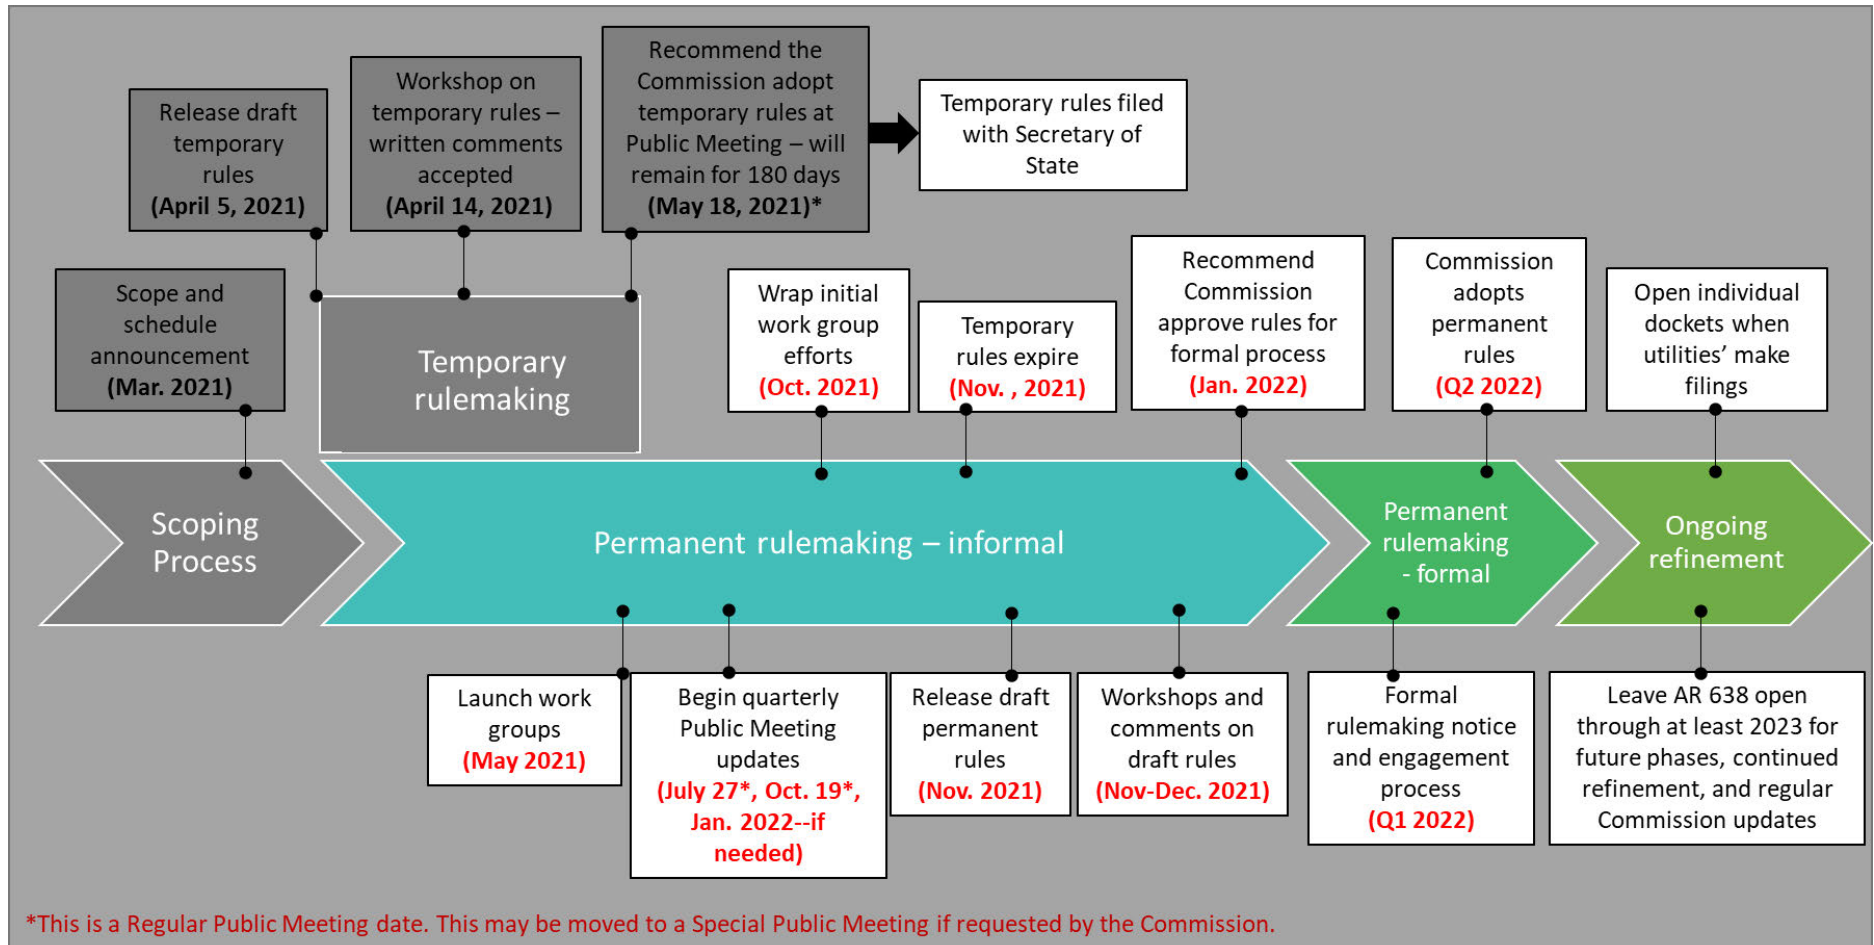 Scope and
schedule
announcement
(Mar. 2021)
Release draft
temporary
rules
(April 5, 2021)
Workshop on
temporary rules –
written comments
accepted
(April 14, 2021)
Recommend the
Commission adopt
temporary rules at
Public Meeting – will
remain for 180 days
(May 18, 2021)*
Temporary rules filed
with Secretary of
State
Temporary
rulemaking
Wrap initial
work group
efforts
(Oct. 2021)
Temporary
rules expire
(Nov. , 2021)
Recommend
Commission
approve rules for
formal process
(Jan. 2022)
Commission
adopts
permanent
rules
(Q2 2022)
Open individual
dockets when
utilities’ make
filings
Scoping
Process
Permanent rulemaking – informal
Permanent
rulemaking
- formal
Ongoing
refinement
Launch work
groups
(May 2021)
Begin quarterly
Public Meeting
updates
(July 27*, Oct. 19*,
Jan. 2022--if
needed)
Release draft
permanent
rules
(Nov. 2021)
Workshops and
comments on
draft rules
(Nov-Dec. 2021)
Formal
rulemaking notice
and engagement
process
(Q1 2022)
Leave AR 638 open
through at least 2023 for
future phases, continued
refinement, and regular
Commission updates
*This is a Regular Public Meeting date. This may be moved to a Special Public Meeting if requested by the Commission.